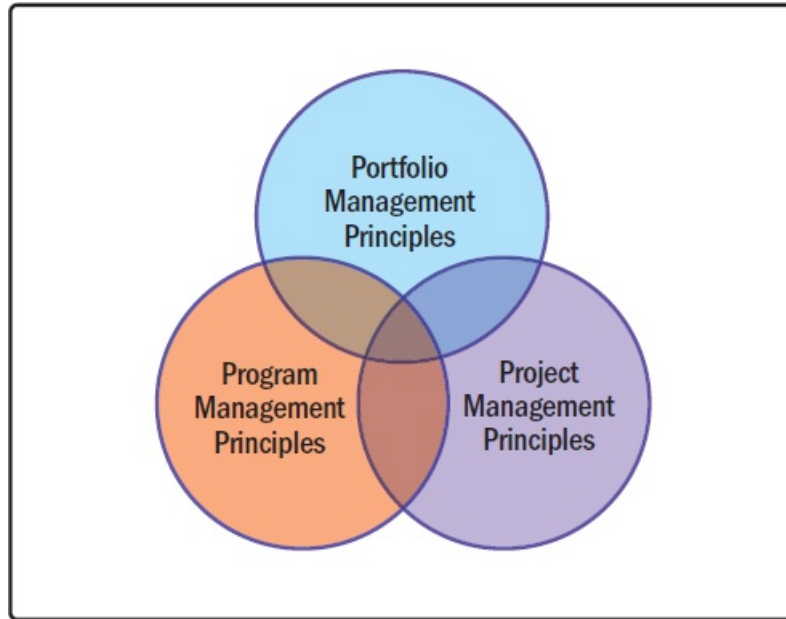 Portfolio
Management
Principles
Program
Management
Principles
Project
Management
Principles